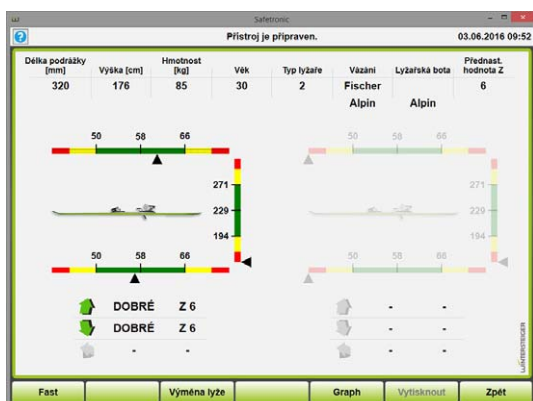 Safetronic
Přístroj je připraven.
03.06.2016 09:52
Délka podrážky [mm] Výška [cm] Hmotnost [kg] Věk Typ lyžaře Vázání Lyžařská bota Přednast. hodnota Z
320 176 85 30 2 Fischer 6
Alpin Alpin
50 58 66
50 58 66
271
229
194
271
229
194
50 58 66
50 58 66
DOBRÉ Z 6
- -
DOBRÉ Z 6
- -
- -
- -
WINTERSTEIGER
Fast Výměna lyže Graph Vytisknout Zpět